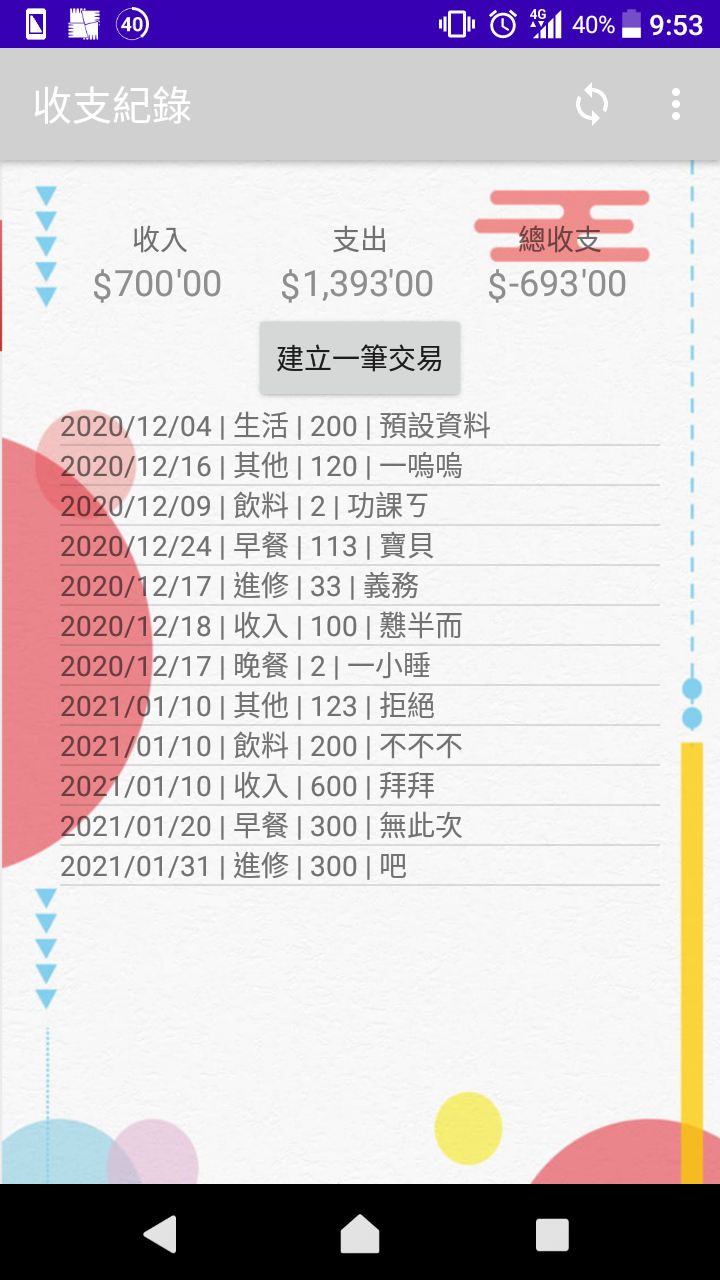 40 4G 40% 9:53
收支紀錄
收入 支出 總收支
$700'00 $1,393'00 $-693'00
建立一筆交易
2020/12/04 | 生活 | 200 | 預設資料
2020/12/16 | 其他 | 120 | 一嗚嗚
2020/12/09 | 飲料 | 2 | 功課ㄎ
2020/12/24 | 早餐 | 113 | 寶貝
2020/12/17 | 進修 | 33 | 義務
2020/12/18 | 收入 | 100 | 半而
2020/12/17 | 晚餐 | 2 | 一小睡
2021/01/10 | 其他 | 123 | 拒絕
2021/01/10 | 飲料 | 200 | 不不不
2021/01/10 | 收入 | 600 | 拜拜
2021/01/20 | 早餐 | 300 | 無此次
2021/01/31 | 進修 | 300 | 吧